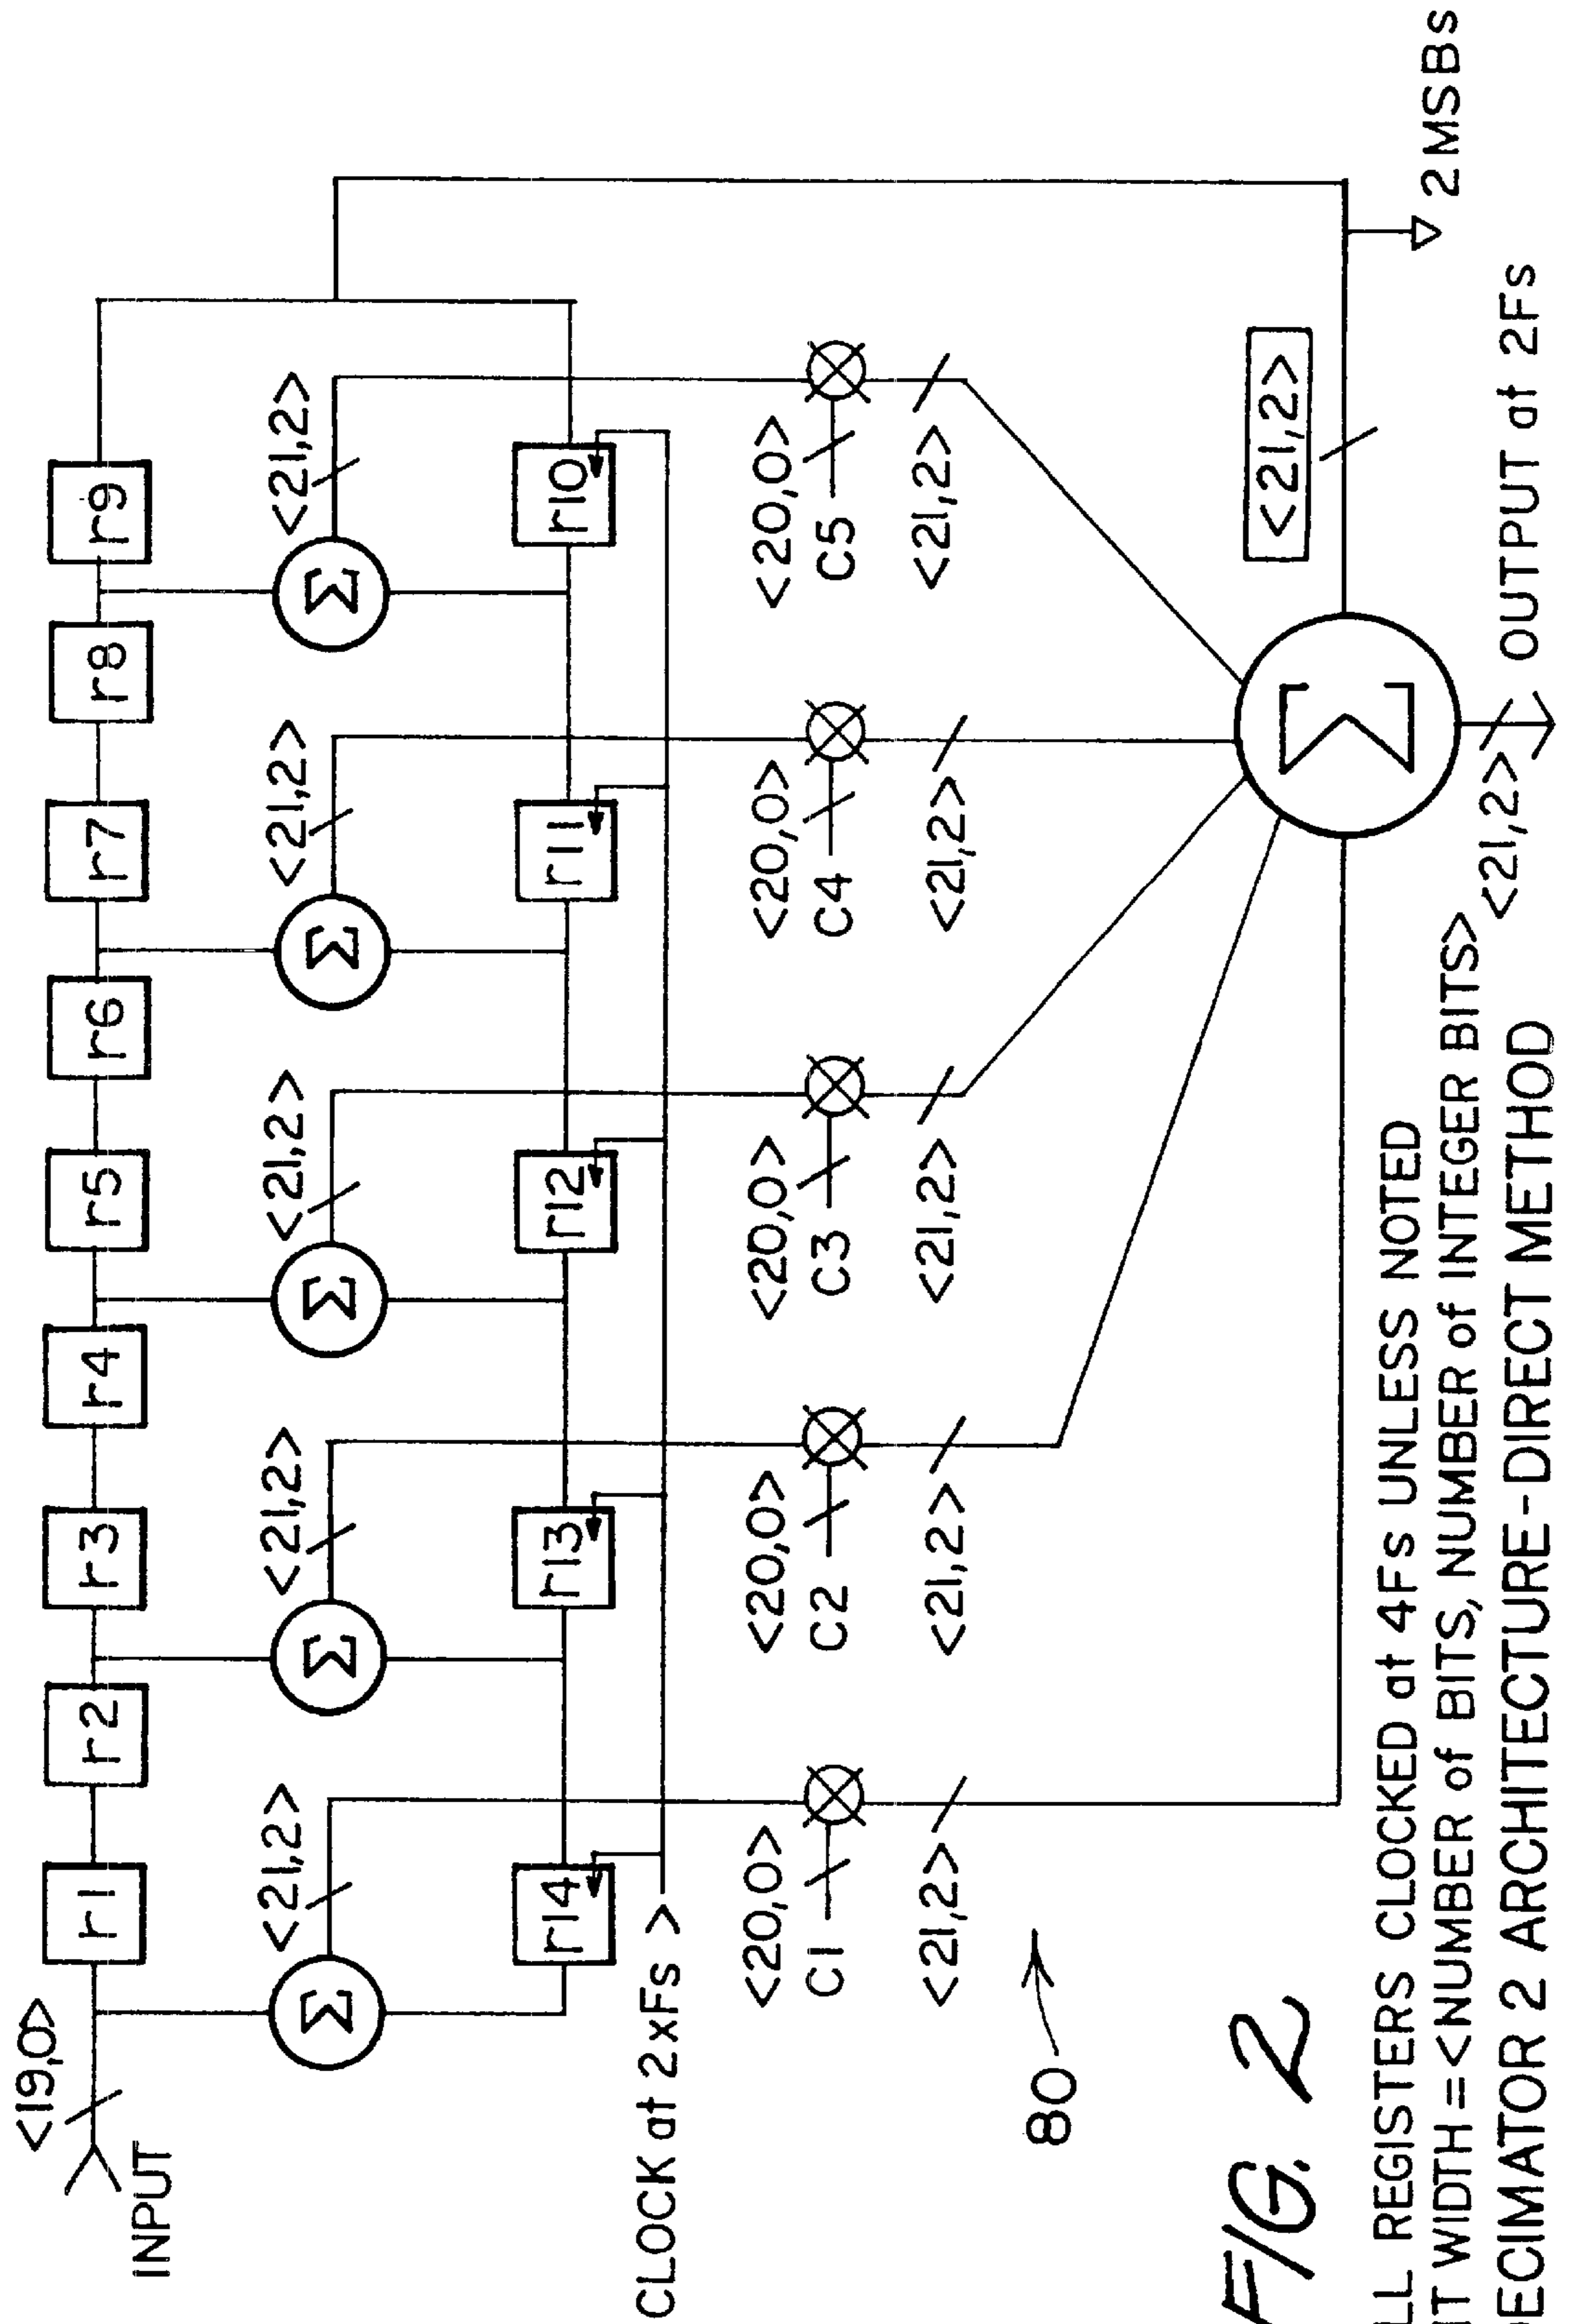 <19,0>
INPUT
r1
r2
r3
r4
r5
r6
r7
r8
r9
<21,2>
<21,2>
<21,2>
<21,2>
<21,2>
Σ
Σ
Σ
Σ
Σ
r14
r13
r12
r11
r10
CLOCK at 2xFs >
<20,0>
<20,0>
<20,0>
<20,0>
<20,0>
C1
C2
C3
C4
C5
<21,2>
<21,2>
<21,2>
<21,2>
<21,2>
80
<21,2>
Σ
2 MSBs
<21,2>
OUTPUT at 2Fs
FIG. 2
LL REGISTERS CLOCKED at 4Fs UNLESS NOTED
IT WIDTH = <NUMBER of BITS, NUMBER of INTEGER BITS>
ECIMATOR 2 ARCHITECTURE-DIRECT METHOD